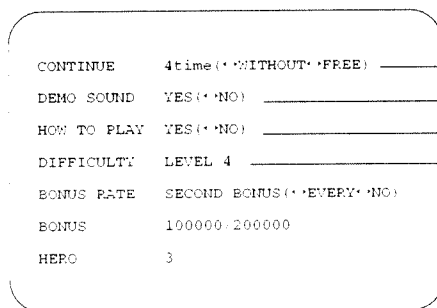 CONTINUE 4time(↔WITHOUT↔FREE)
DEMO SOUND YES(↔NO)
HOW TO PLAY YES(↔NO)
DIFFICULTY LEVEL 4
BONUS RATE SECOND BONUS(↔EVERY↔NO)
BONUS 100000/200000
HERO 3